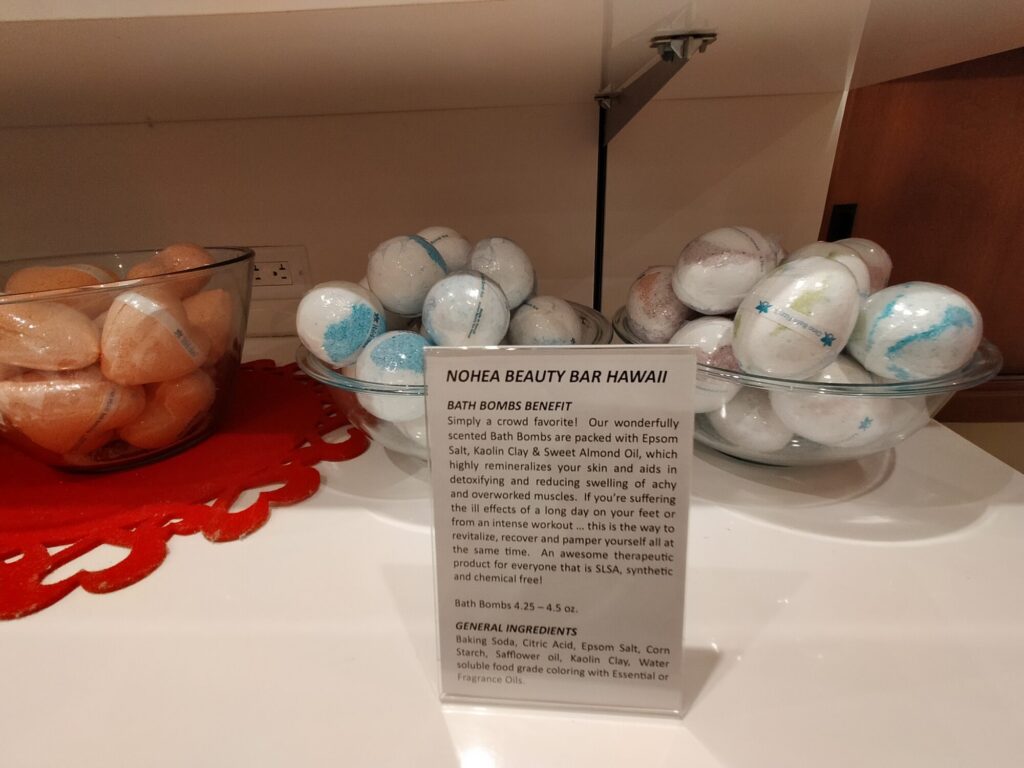 NOHEA BEAUTY BAR HAWAII
BATH BOMBS BENEFIT
Simply a crowd favorite! Our wonderfully
scented Bath Bombs are packed with Epsom
Salt, Kaolin Clay & Sweet Almond Oil, which
highly remineralizes your skin and aids in
detoxifying and reducing swelling of achy
and overworked muscles. If you're suffering
the ill effects of a long day on your feet or
from an intense workout ... this is the way to
revitalize, recover and pamper yourself all at
the same time. An awesome therapeutic
product for everyone that is SLSA, synthetic
and chemical free!
Bath Bombs 4.25 – 4.5 oz.
GENERAL INGREDIENTS
Baking Soda, Citric Acid, Epsom Salt, Corn
Starch, Safflower oil, Kaolin Clay, Water
soluble food grade coloring with Essential or
Fragrance Oils.